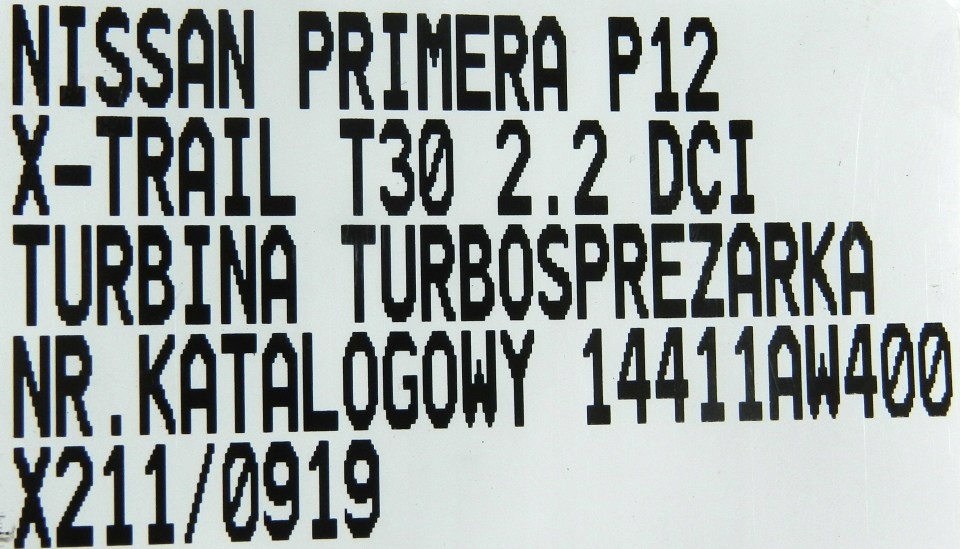 NISSAN PRIMERA P12
X-TRAIL T30 2.2 DCI
TURBINA TURBOSPREZARKA
NR.KATALOGOWY 14411AW400
X211/0919